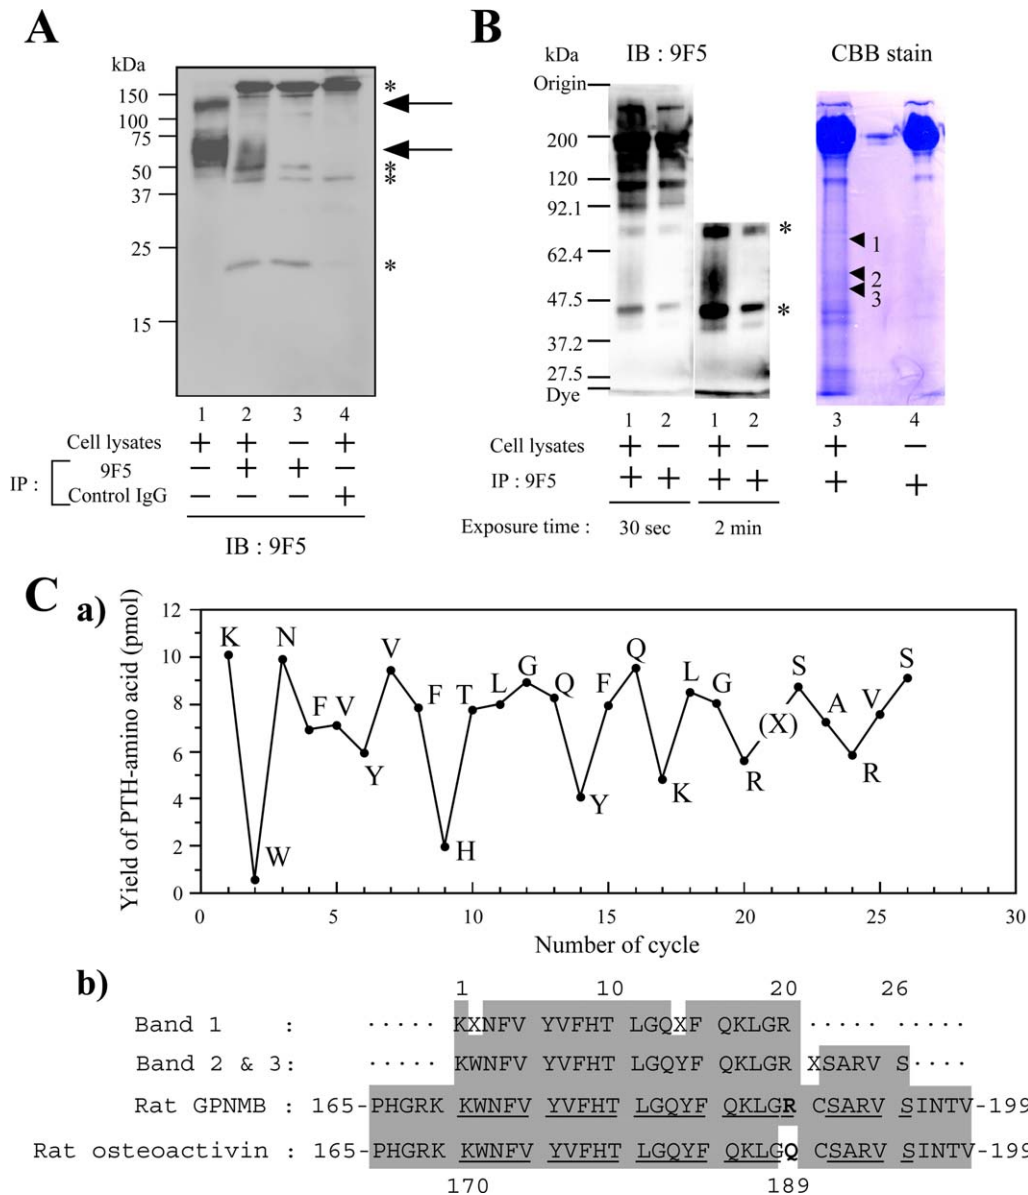 A
kDa
150
100
75
50
37
25
15
*
*
*
*
1 2 3 4
Cell lysates + + − +
IP : 9F5 − + + −
Control IgG − − − +
IB : 9F5
B
kDa IB : 9F5 CBB stain
Origin
200
120
92.1
62.4
47.5
37.2
27.5
Dye
*
*
1
2
3
1 2 1 2 3 4
Cell lysates + − + − + −
IP : 9F5 + + + + + +
Exposure time : 30 sec 2 min
C a)
Yield of PTH-amino acid (pmol)
12
10
8
6
4
2
0
K W N F V Y V F H T L G Q Y F Q K L G R (X) S A R V S
0 5 10 15 20 25 30
Number of cycle
b)
1 10 20 26
Band 1 : ····· KXNFV YVFHT LGQXF QKLGR ····· ·····
Band 2 & 3: ····· KWNFV YVFHT LGQYF QKLGR XSARV S····
Rat GPNMB : 165-PHGRK KWNFV YVFHT LGQYF QKLGR CSARV SINTV-199
Rat osteoactivin : 165-PHGRK KWNFV YVFHT LGQYF QKLGQ CSARV SINTV-199
170 189